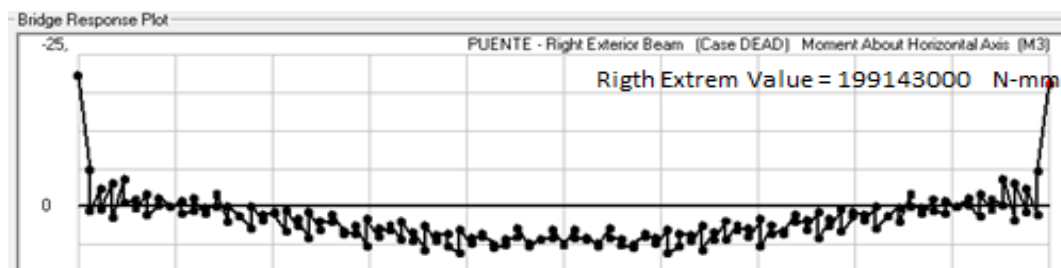 Bridge Response Plot
-25,
PUENTE - Right Exterior Beam (Case DEAD) Moment About Horizontal Axis (M3)
Rigth Extrem Value = 199143000 N-mm
0